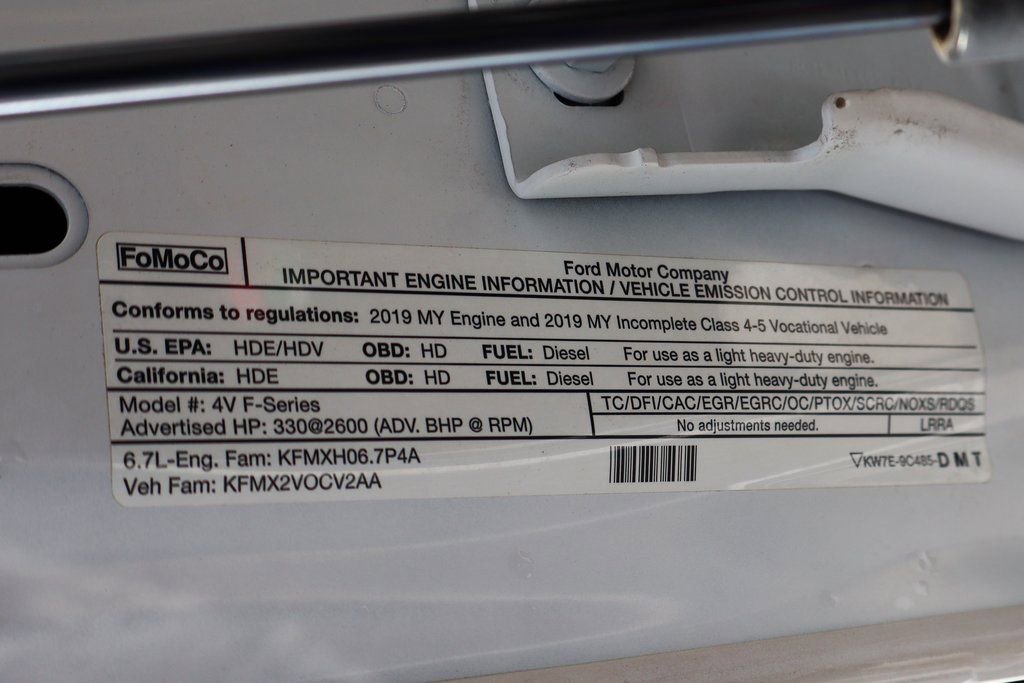 FoMoCo
Ford Motor Company
IMPORTANT ENGINE INFORMATION / VEHICLE EMISSION CONTROL INFORMATION
Conforms to regulations: 2019 MY Engine and 2019 MY Incomplete Class 4-5 Vocational Vehicle
U.S. EPA: HDE/HDV OBD: HD FUEL: Diesel For use as a light heavy-duty engine.
California: HDE OBD: HD FUEL: Diesel For use as a light heavy-duty engine.
Model #: 4V F-Series
Advertised HP: 330@2600 (ADV. BHP @ RPM)
TC/DFI/CAC/EGR/EGRC/OC/PTOX/SCRC/NOXS/RDQS
No adjustments needed. LRRA
6.7L-Eng. Fam: KFMXH06.7P4A
Veh Fam: KFMX2VOCV2AA
▽KW7E-9C485-D M T